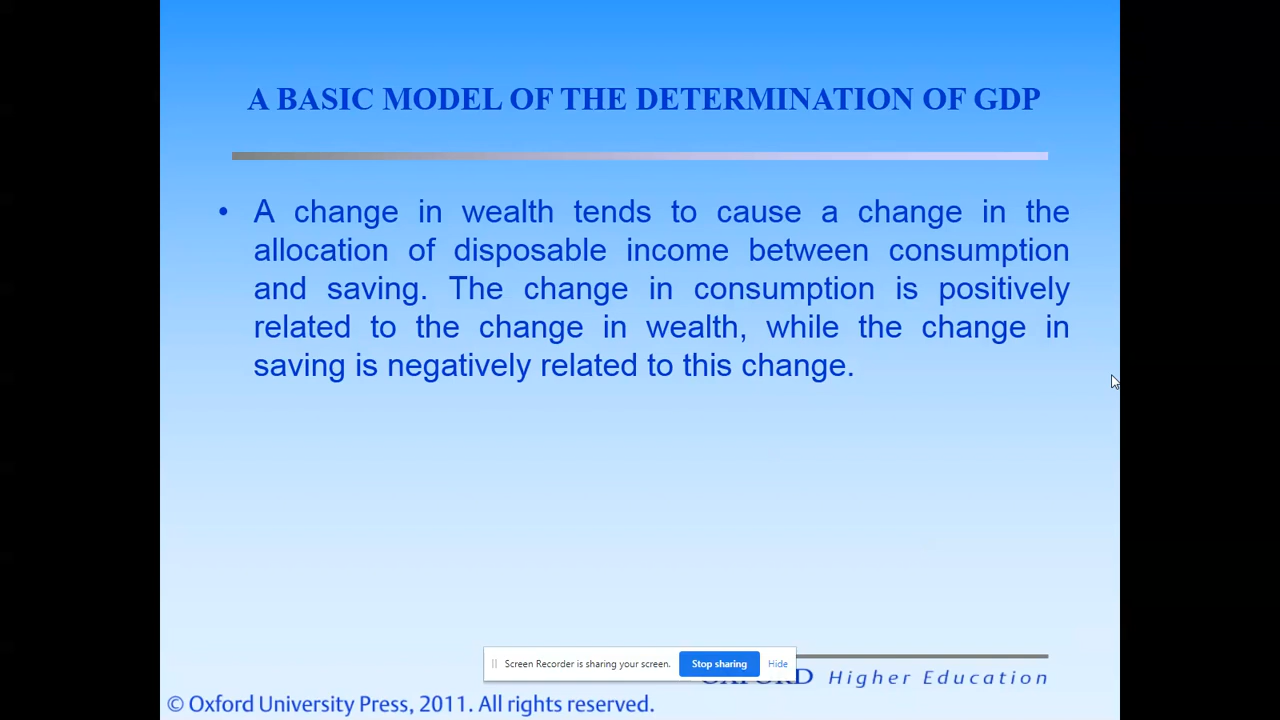 A BASIC MODEL OF THE DETERMINATION OF GDP
• A change in wealth tends to cause a change in the
allocation of disposable income between consumption
and saving. The change in consumption is positively
related to the change in wealth, while the change in
saving is negatively related to this change.
Screen Recorder is sharing your screen. Stop sharing Hide
Higher Education
© Oxford University Press, 2011. All rights reserved.